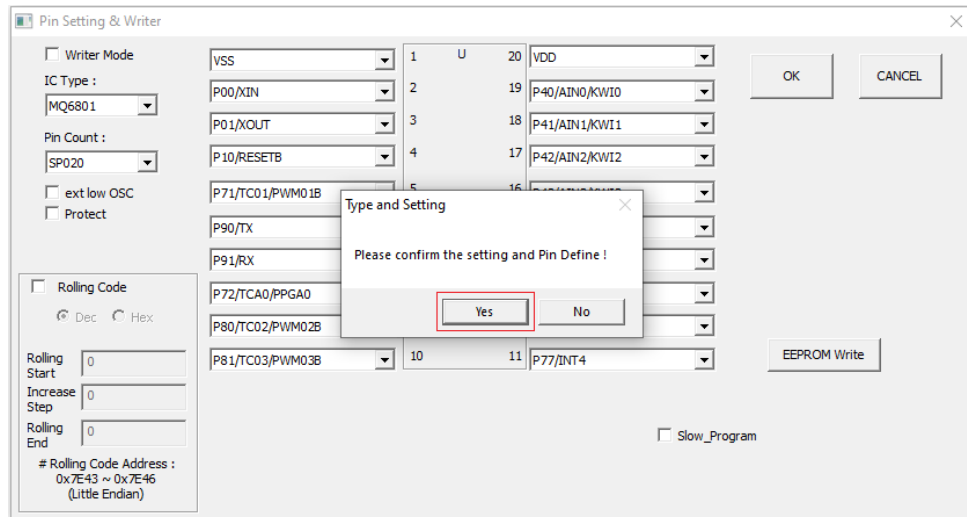 Pin Setting & Writer
Writer Mode
IC Type :
MQ6801
Pin Count :
SPO20
ext low OSC
Protect
Rolling Code
Dec Hex
Rolling
Start
0
Increase
Step
0
Rolling
End
0
# Rolling Code Address :
0x7E43 ~ 0x7E46
(Little Endian)
VSS 1 U 20 VDD
P00/XIN 2 19 P40/AIN0/KWI0
P01/XOUT 3 18 P41/AIN1/KWI1
P10/RESETB 4 17 P42/AIN2/KWI2
P71/TC01/PWM01B
P90/TX
P91/RX
P72/TCA0/PPGA0
P80/TC02/PWM02B
P81/TC03/PWM03B 10 11 P77/INT4
Type and Setting
Please confirm the setting and Pin Define !
Yes No
OK CANCEL
EEPROM Write
Slow_Program